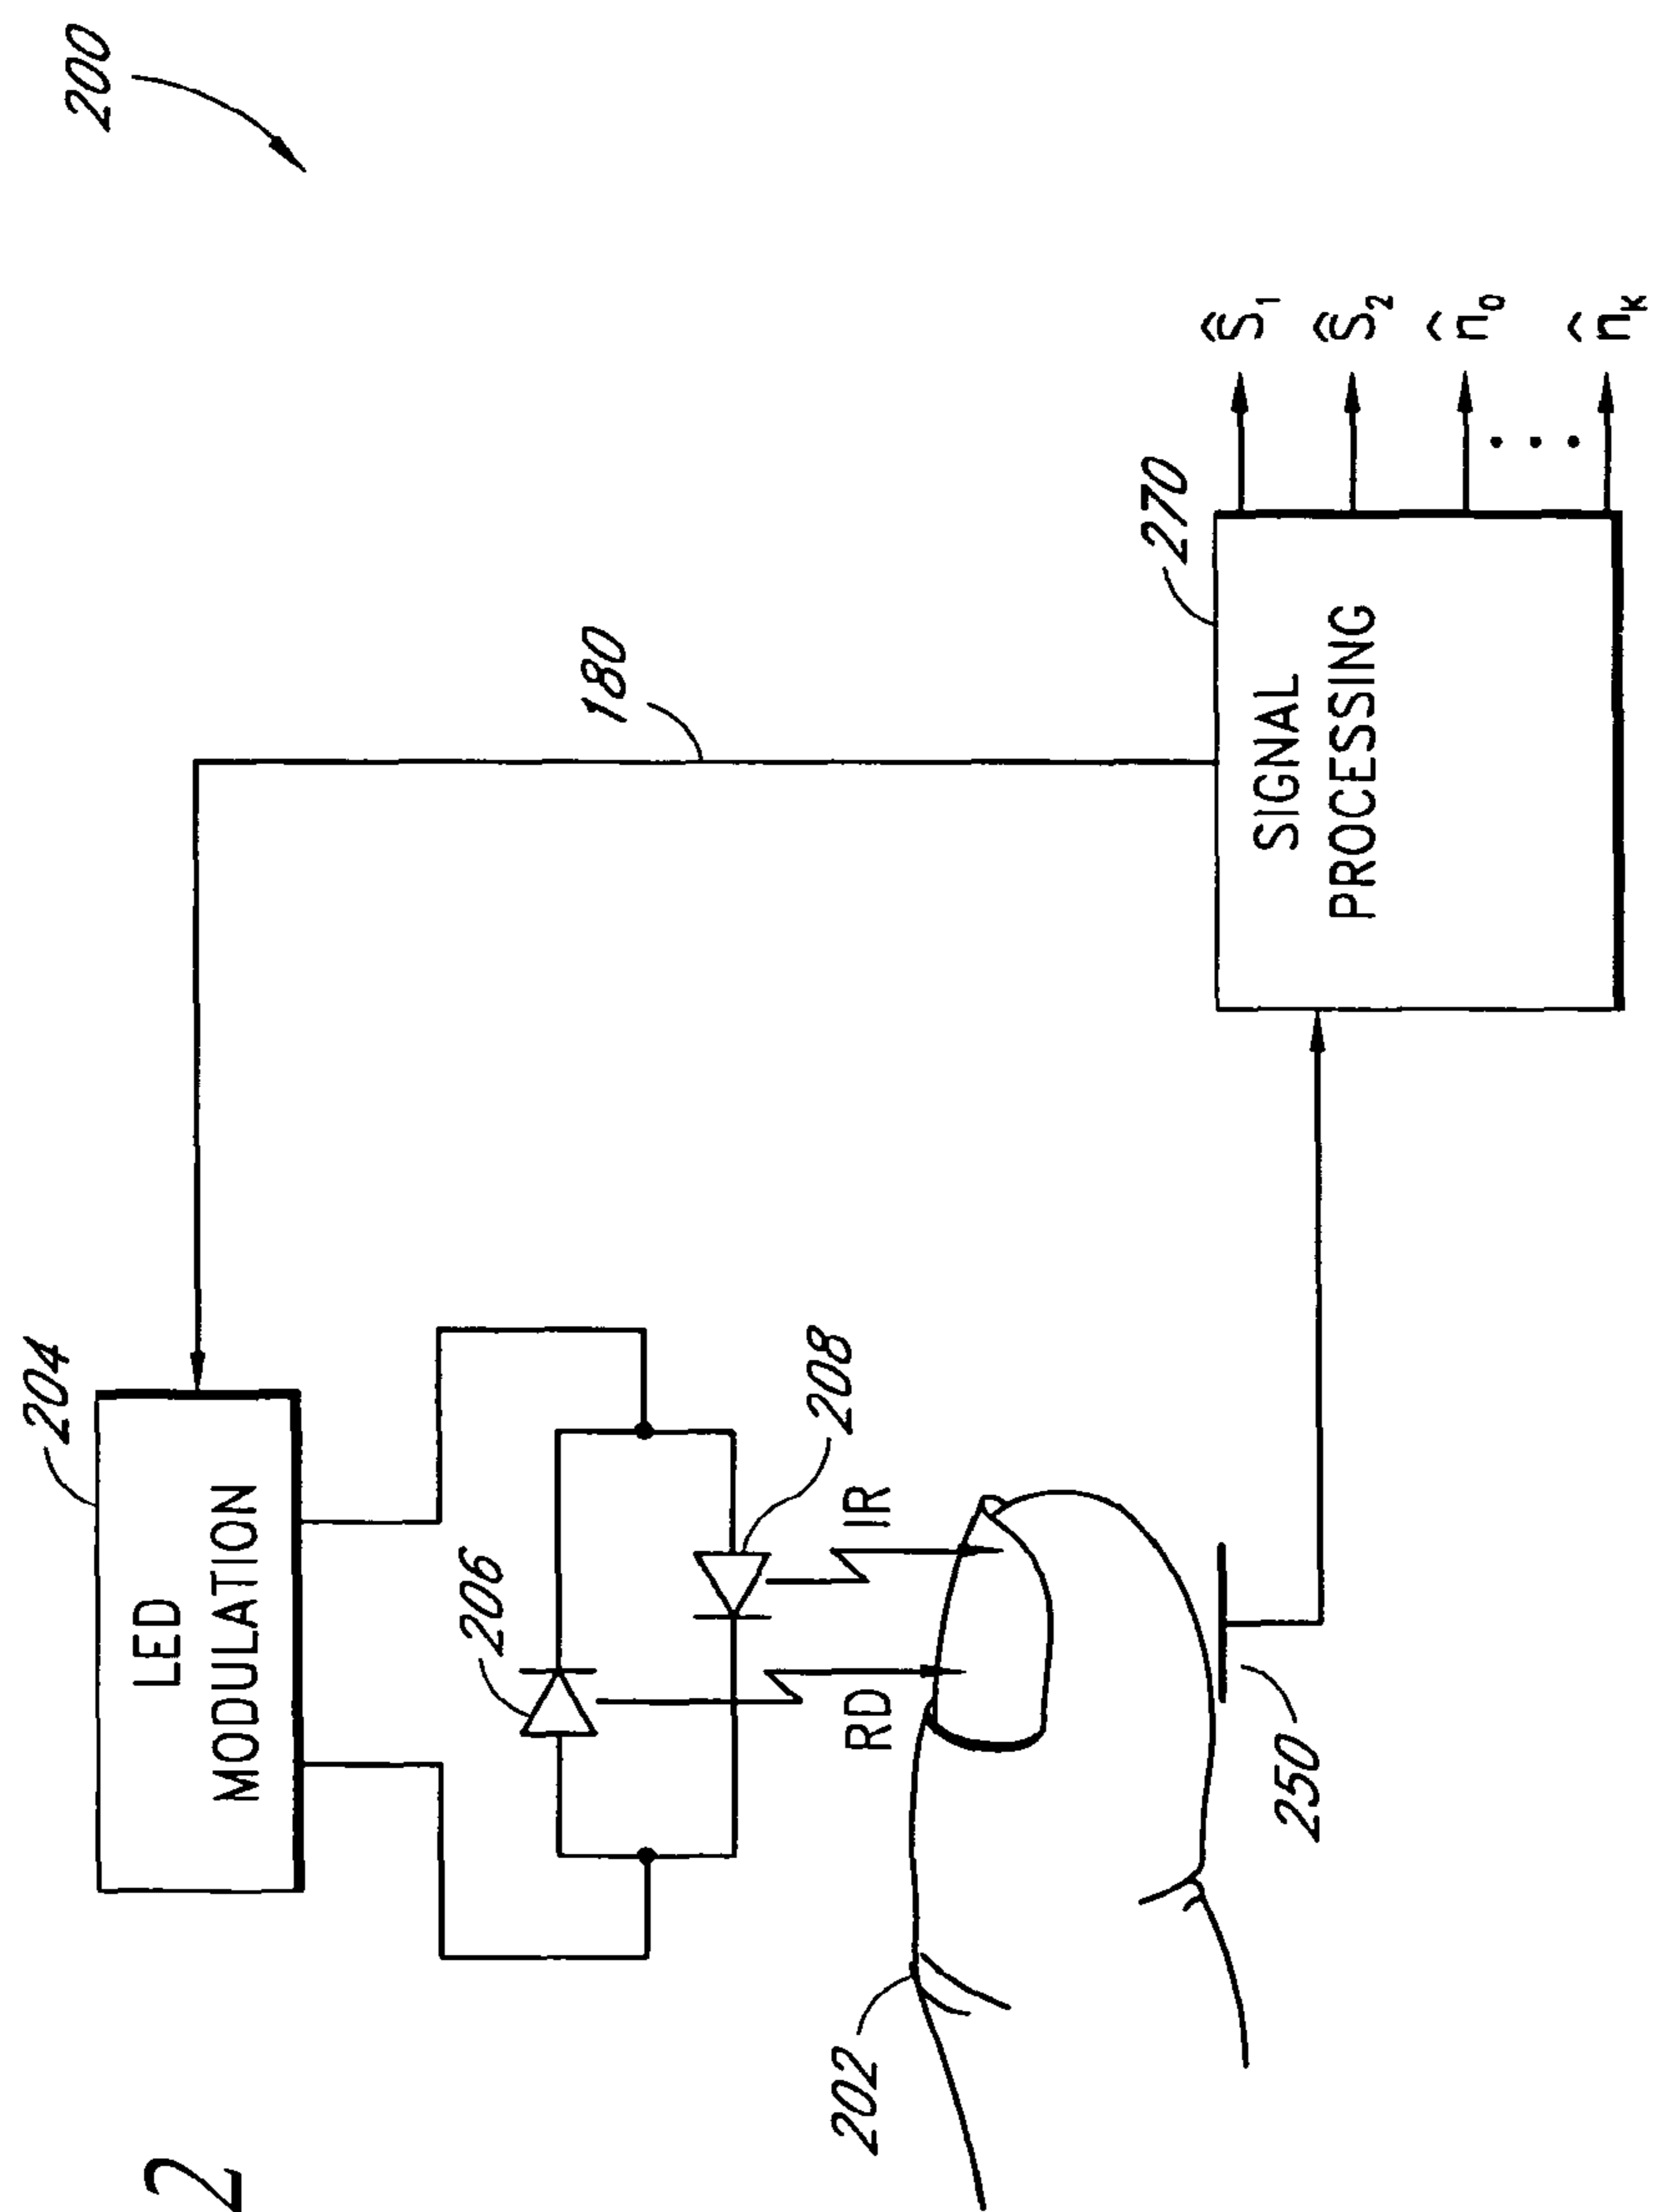 200
204
LED
MODULATION
180
206
208
RD
IR
202
250
270
SIGNAL
PROCESSING
ŝ₁
ŝ₂
n̂₀
...
n̂ₖ
2